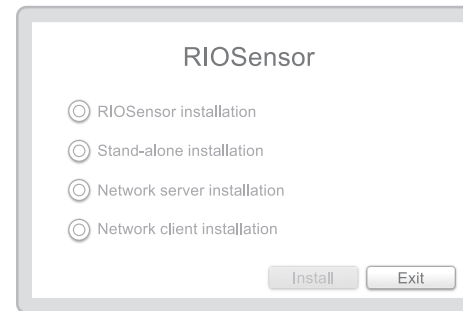 RIOSensor
RIOSensor installation
Stand-alone installation
Network server installation
Network client installation
Install
Exit